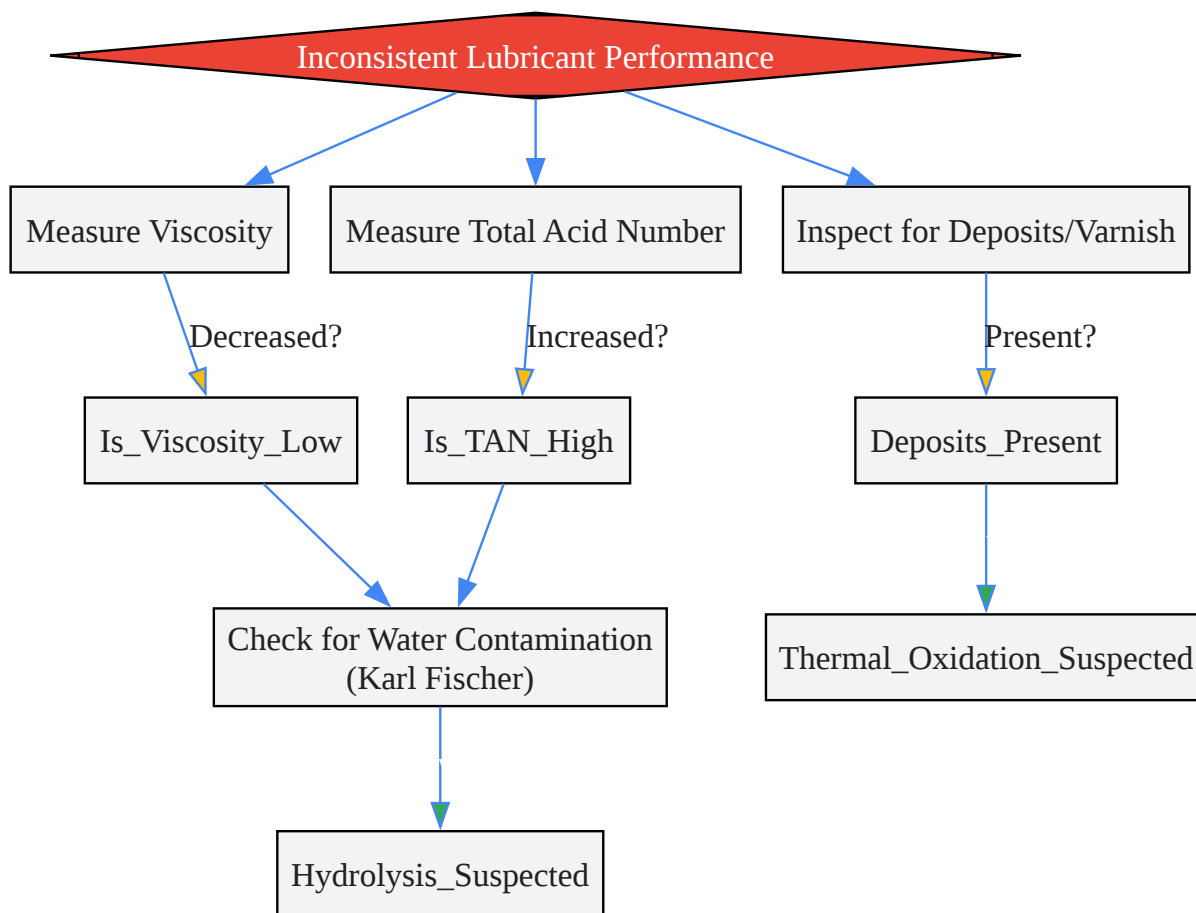 Inconsistent Lubricant Performance
Measure Viscosity
Measure Total Acid Number
Inspect for Deposits/Varnish
Decreased?
Increased?
Present?
Is_Viscosity_Low
Is_TAN_High
Deposits_Present
Check for Water Contamination
(Karl Fischer)
Thermal_Oxidation_Suspected
Hydrolysis_Suspected